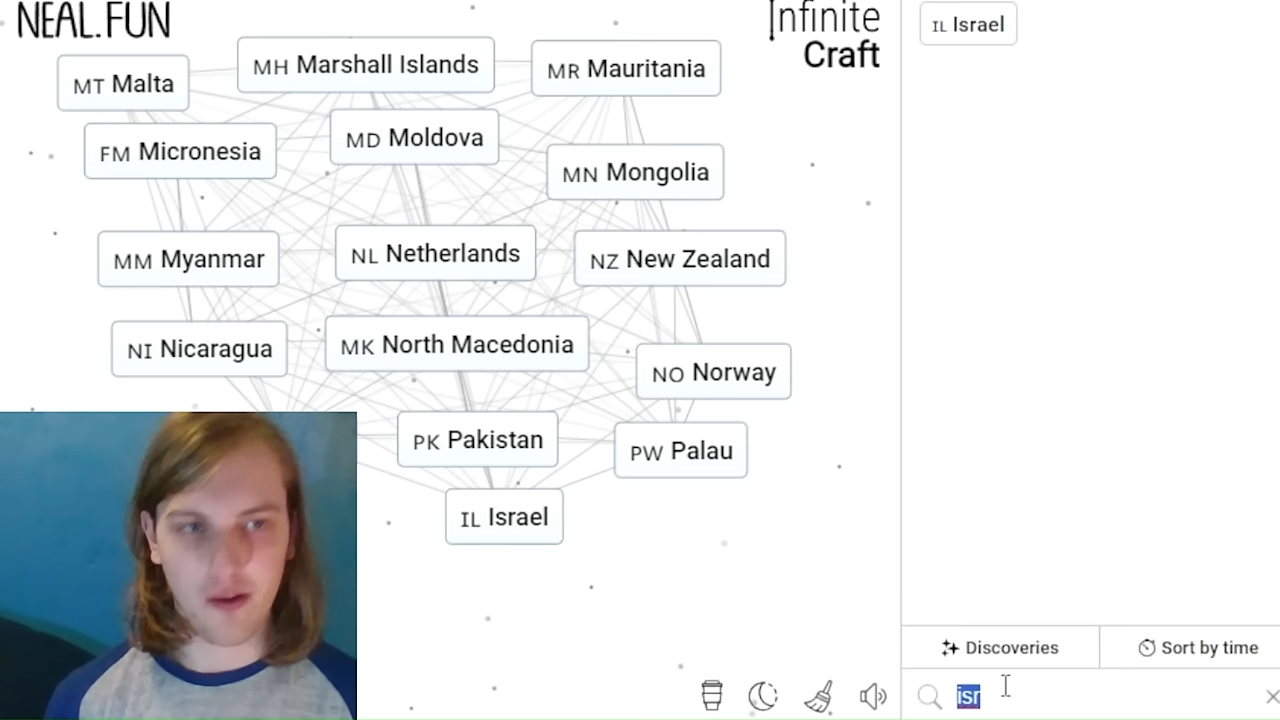 NEAL.FUN
Infinite
Craft
MT Malta
MH Marshall Islands
MR Mauritania
FM Micronesia
MD Moldova
MN Mongolia
MM Myanmar
NL Netherlands
NZ New Zealand
NI Nicaragua
MK North Macedonia
NO Norway
PK Pakistan
PW Palau
IL Israel
IL Israel
Discoveries
Sort by time
isr